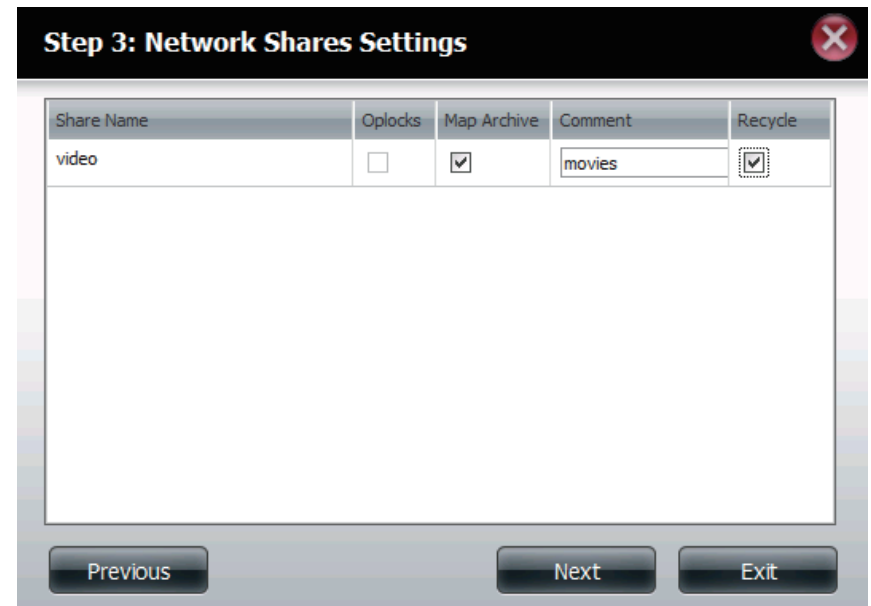 Step 3: Network Shares Settings
Share Name Oplocks Map Archive Comment Recycle
video movies
Previous Next Exit